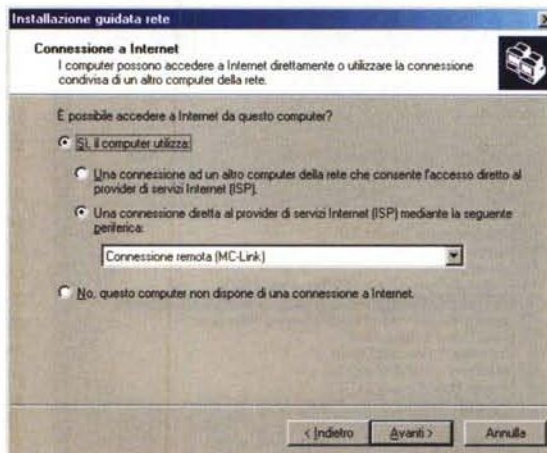 Installazione guidata rete
Connessione a Internet
I computer possono accedere a Internet direttamente o utilizzare la connessione
condivisa di un altro computer della rete.
È possibile accedere a Internet da questo computer?
Sì, il computer utilizza:
Una connessione ad un altro computer della rete che consente l'accesso diretto al
provider di servizi Internet (ISP).
Una connessione diretta al provider di servizi Internet (ISP) mediante la seguente
periferica:
Connessione remota (MC-Link)
No, questo computer non dispone di una connessione a Internet.
< Indietro
Avanti >
Annulla